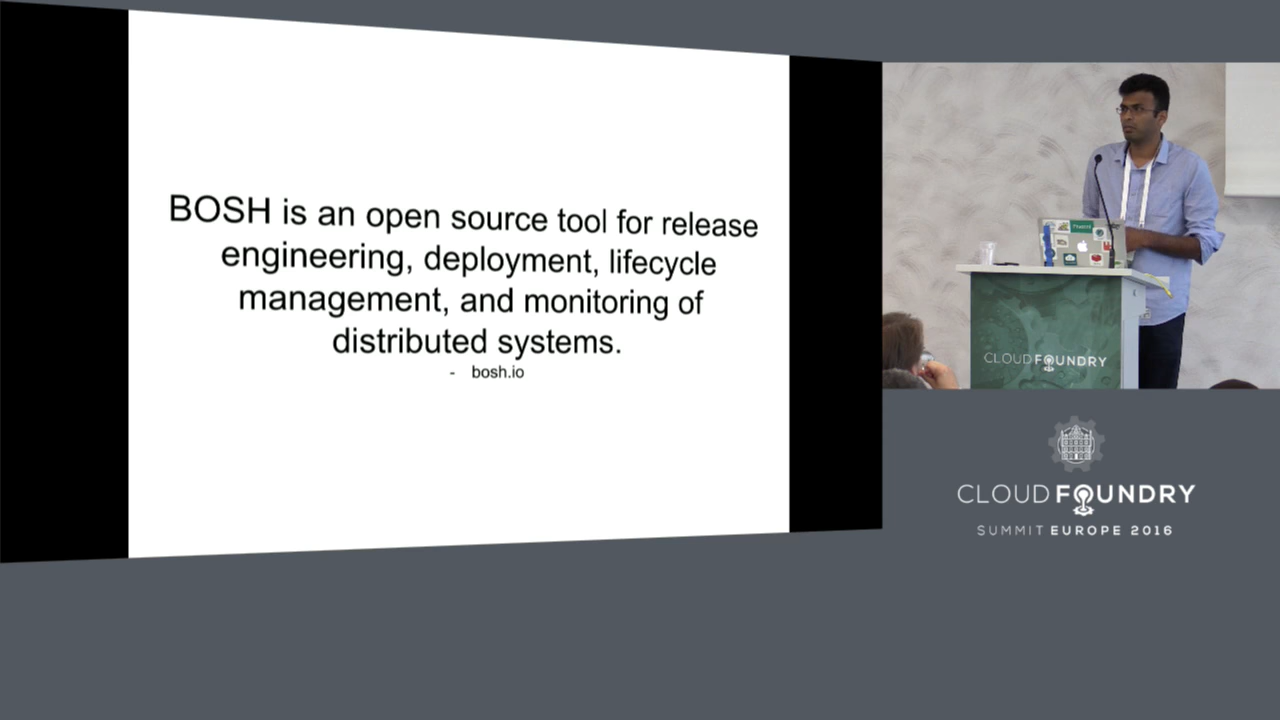 BOSH is an open source tool for release
engineering, deployment, lifecycle
management, and monitoring of
distributed systems.
- bosh.io
CLOUD FOUNDRY
CLOUD FOUNDRY
SUMMIT EUROPE 2016